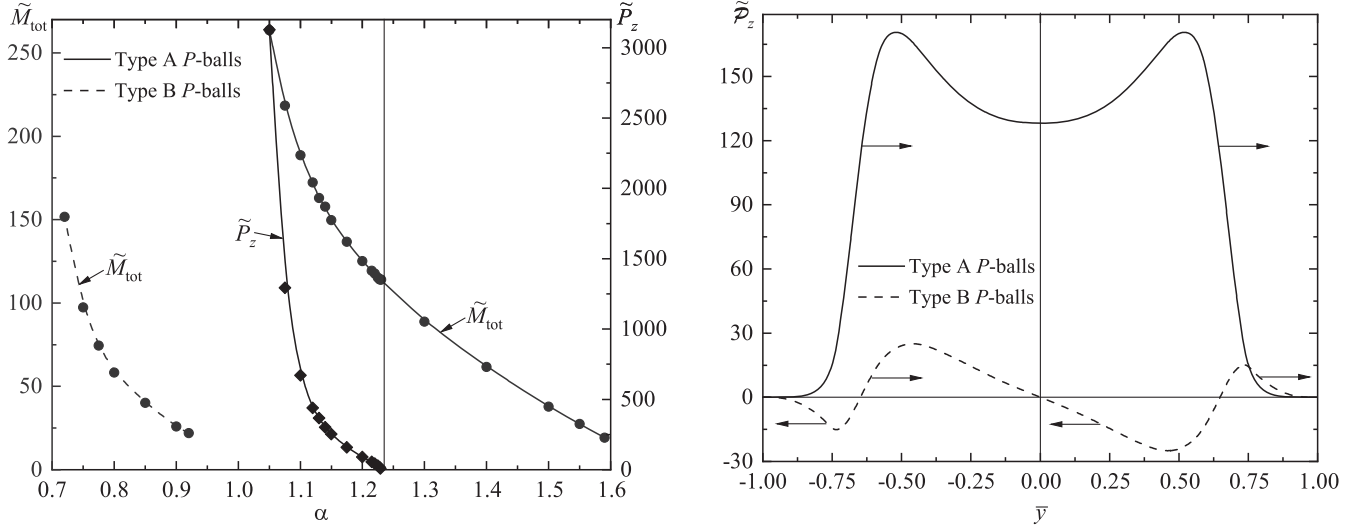 M̃tot
P̃z
250
200
150
100
50
0
3000
2500
2000
1500
1000
500
0
Type A P-balls
Type B P-balls
M̃tot
P̃z
M̃tot
0.7 0.8 0.9 1.0 1.1 1.2 1.3 1.4 1.5 1.6
α
𝓟̃z
150
120
90
60
30
0
-30
Type A P-balls
Type B P-balls
-1.00 -0.75 -0.50 -0.25 0.00 0.25 0.50 0.75 1.00
ȳ